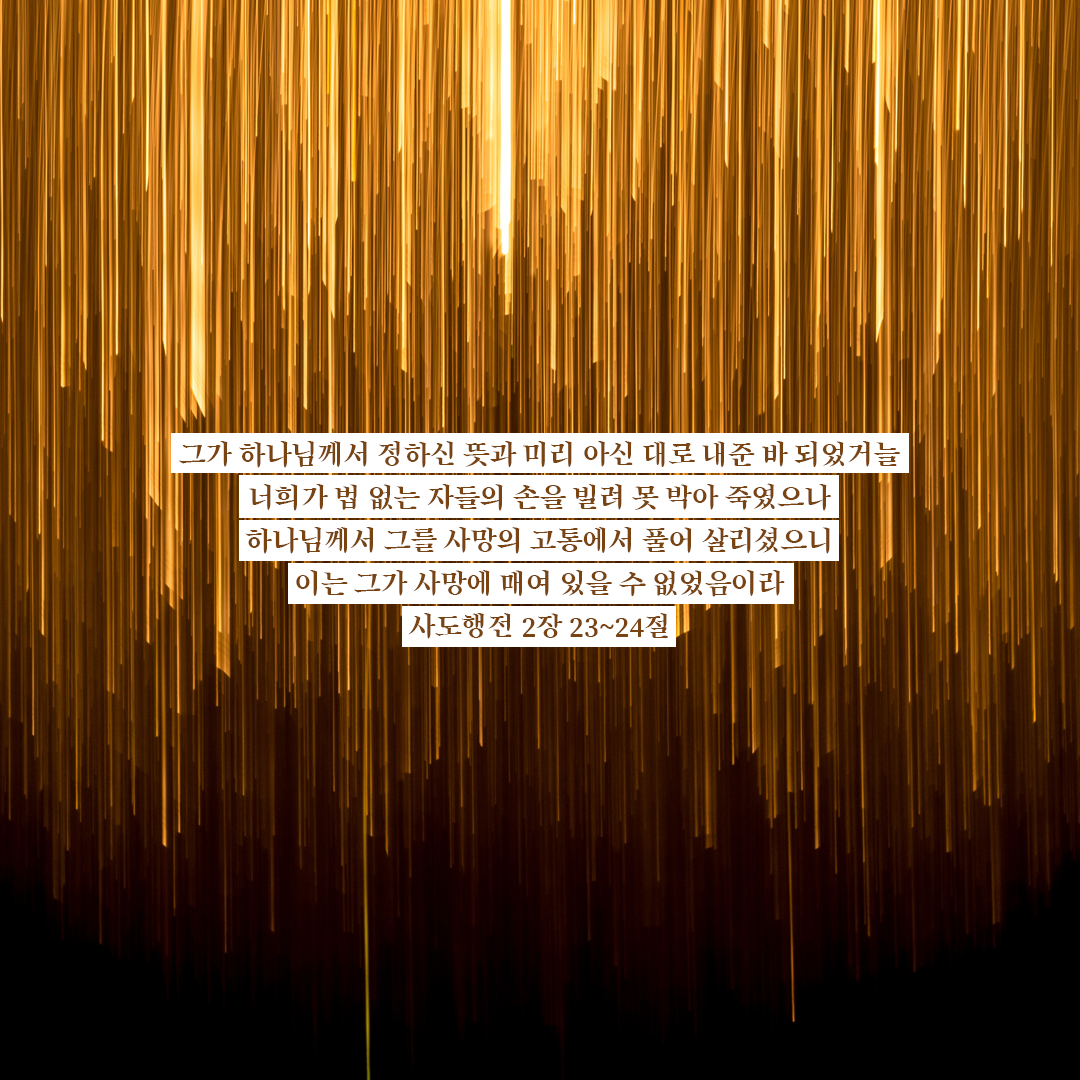 그가 하나님께서 정하신 뜻과 미리 아신 대로 내준 바 되었거늘
너희가 법 없는 자들의 손을 빌려 못 박아 죽였으나
하나님께서 그를 사망의 고통에서 풀어 살리셨으니
이는 그가 사망에 매여 있을 수 없었음이라
사도행전 2장 23~24절